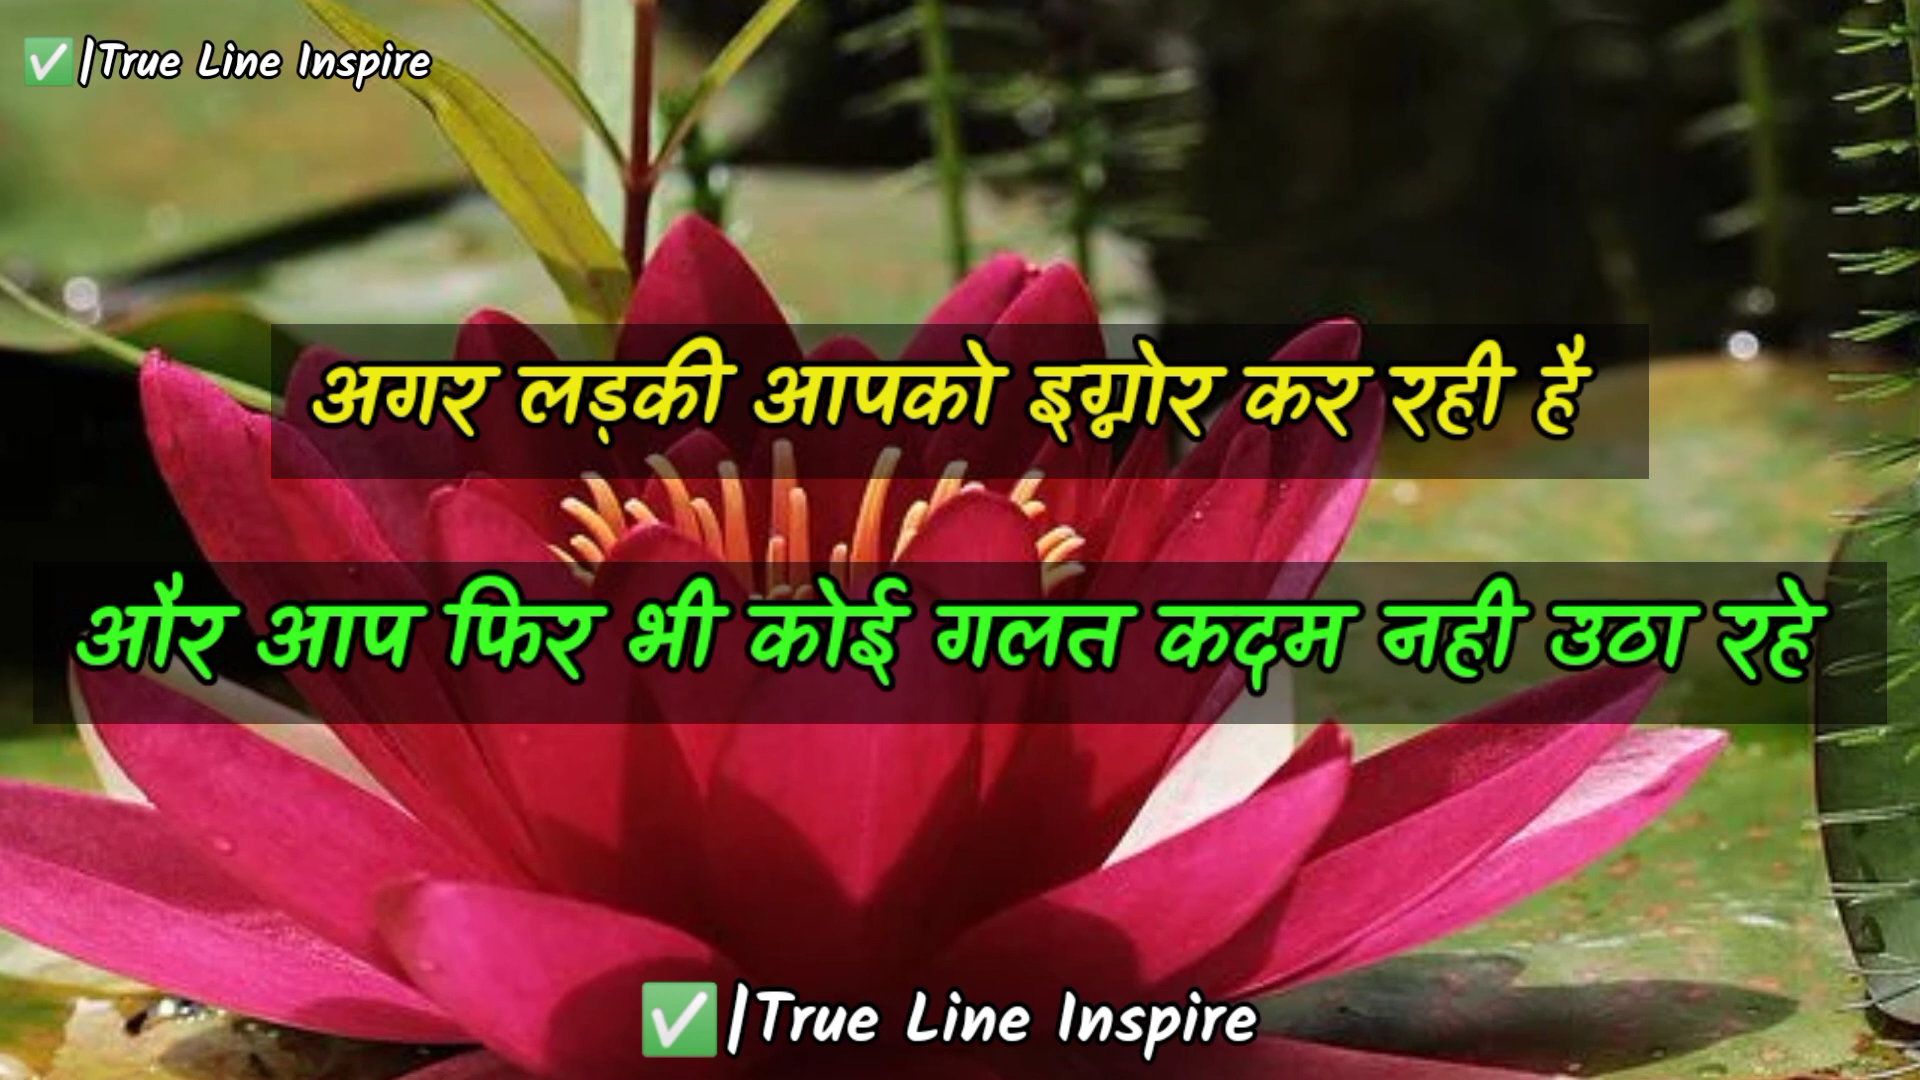 ✅|True Line Inspire
अगर लड़की आपको इग्नोर कर रही है
और आप फिर भी कोई गलत कदम नही उठा रहे
✅|True Line Inspire